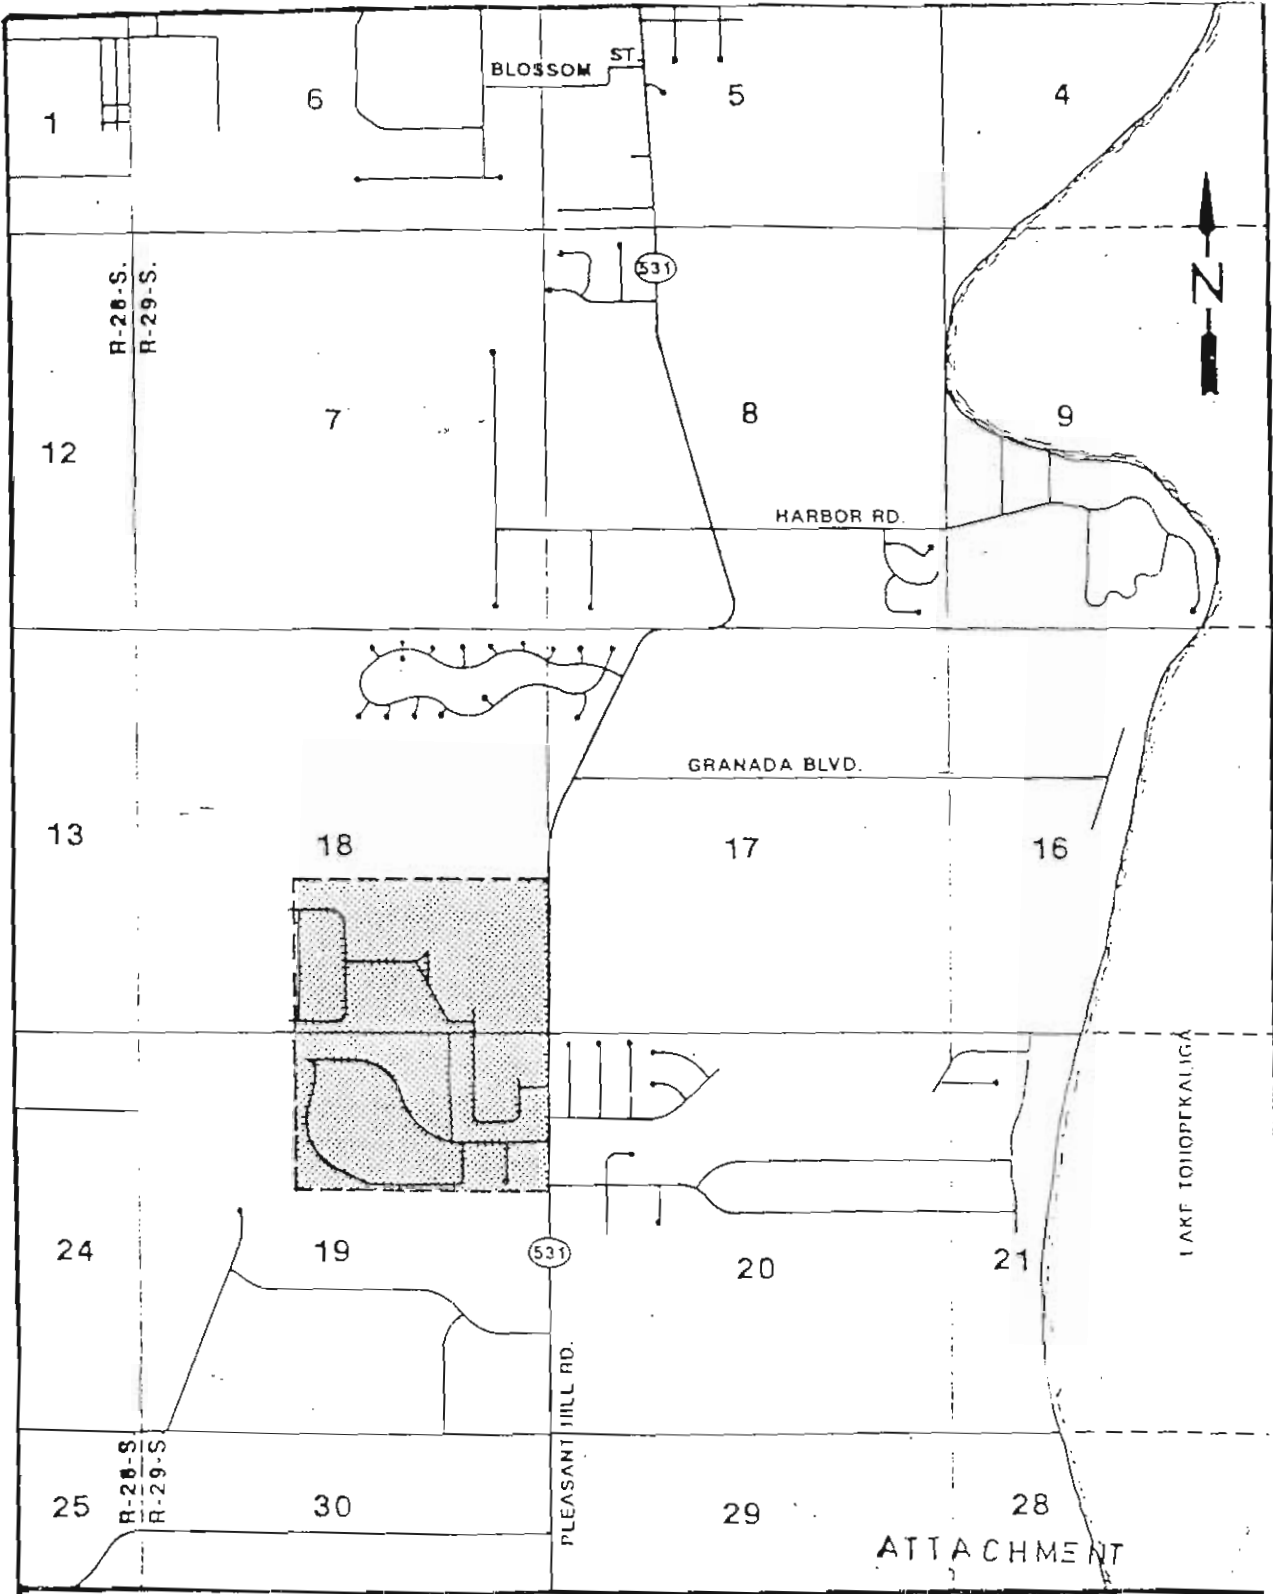 BLOSSOM ST.
1
6
5
4
R-28-S.
R-29-S.
531
N
12
7
8
9
HARBOR RD.
GRANADA BLVD.
13
18
17
16
LAKE TOHOPEKALIGA
24
19
531
20
21
PLEASANT HILL RD.
R-28-S.
R-29-S.
25
30
29
28
ATTACHMENT